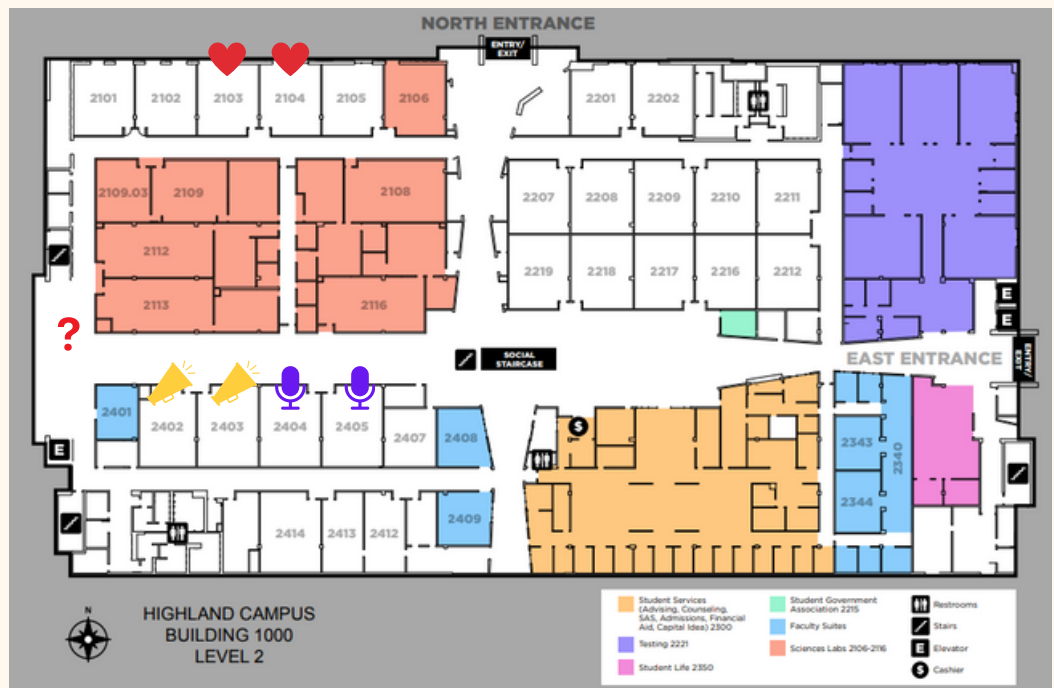 NORTH ENTRANCE
ENTRY/
EXIT
2101
2102
2103
2104
2105
2106
2201
2202
2109.03
2109
2108
2207
2208
2209
2210
2211
2112
2219
2218
2217
2216
2212
E
2113
2116
E
?
SOCIAL
STAIRCASE
EAST ENTRANCE
ENTRY/
EXIT
2401
2402
2403
2404
2405
2407
2408
$
2343
2340
E
2344
2414
2413
2412
2409
N
HIGHLAND CAMPUS
BUILDING 1000
LEVEL 2
Student Services
(Advising, Counseling,
SAS, Admissions, Financial
Aid, Capital Idea) 2300
Testing 2221
Student Life 2350
Student Government
Association 2215
Faculty Suites
Sciences Labs 2106-2116
Restrooms
Stairs
E Elevator
$ Cashier